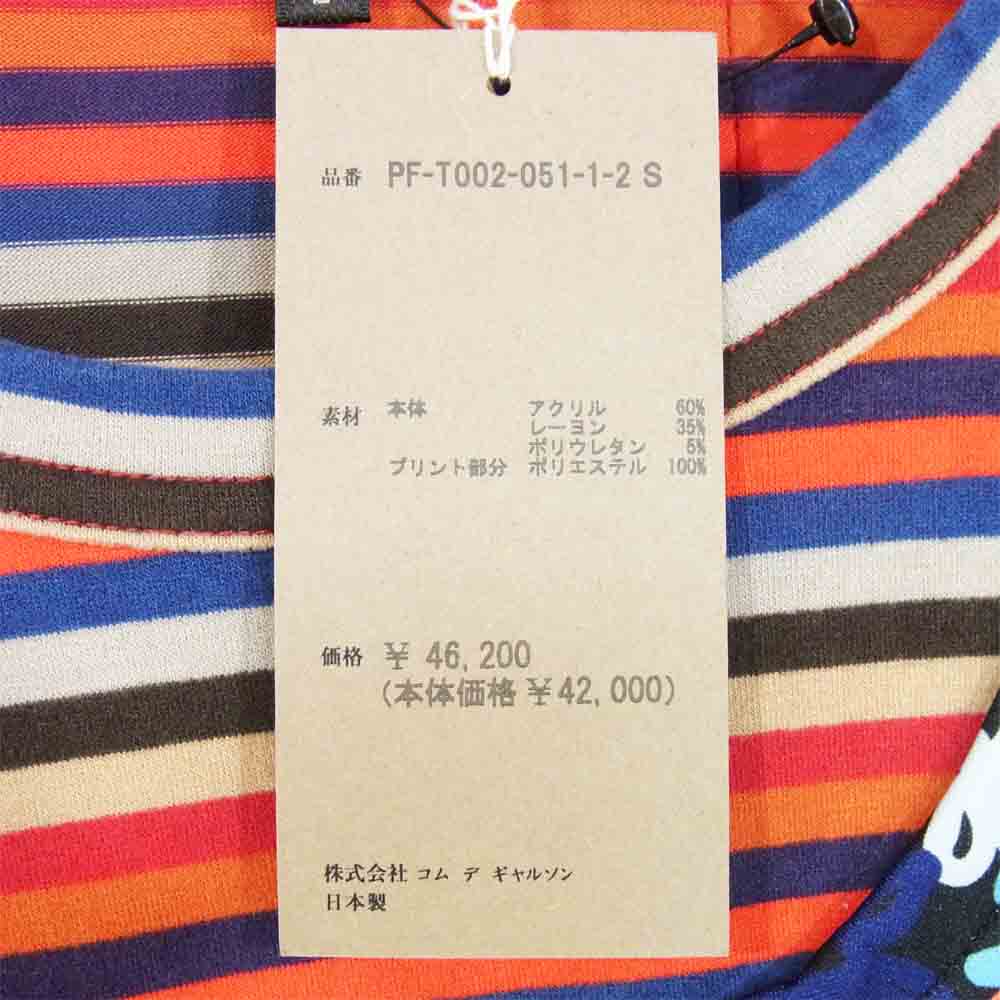 品番 PF-T002-051-1-2 S
素材 本体 アクリル 60%
レーヨン 35%
ポリウレタン 5%
プリント部分 ポリエステル 100%
価格 ¥ 46,200
(本体価格 ¥42,000)
株式会社 コム デ ギャルソン
日本製